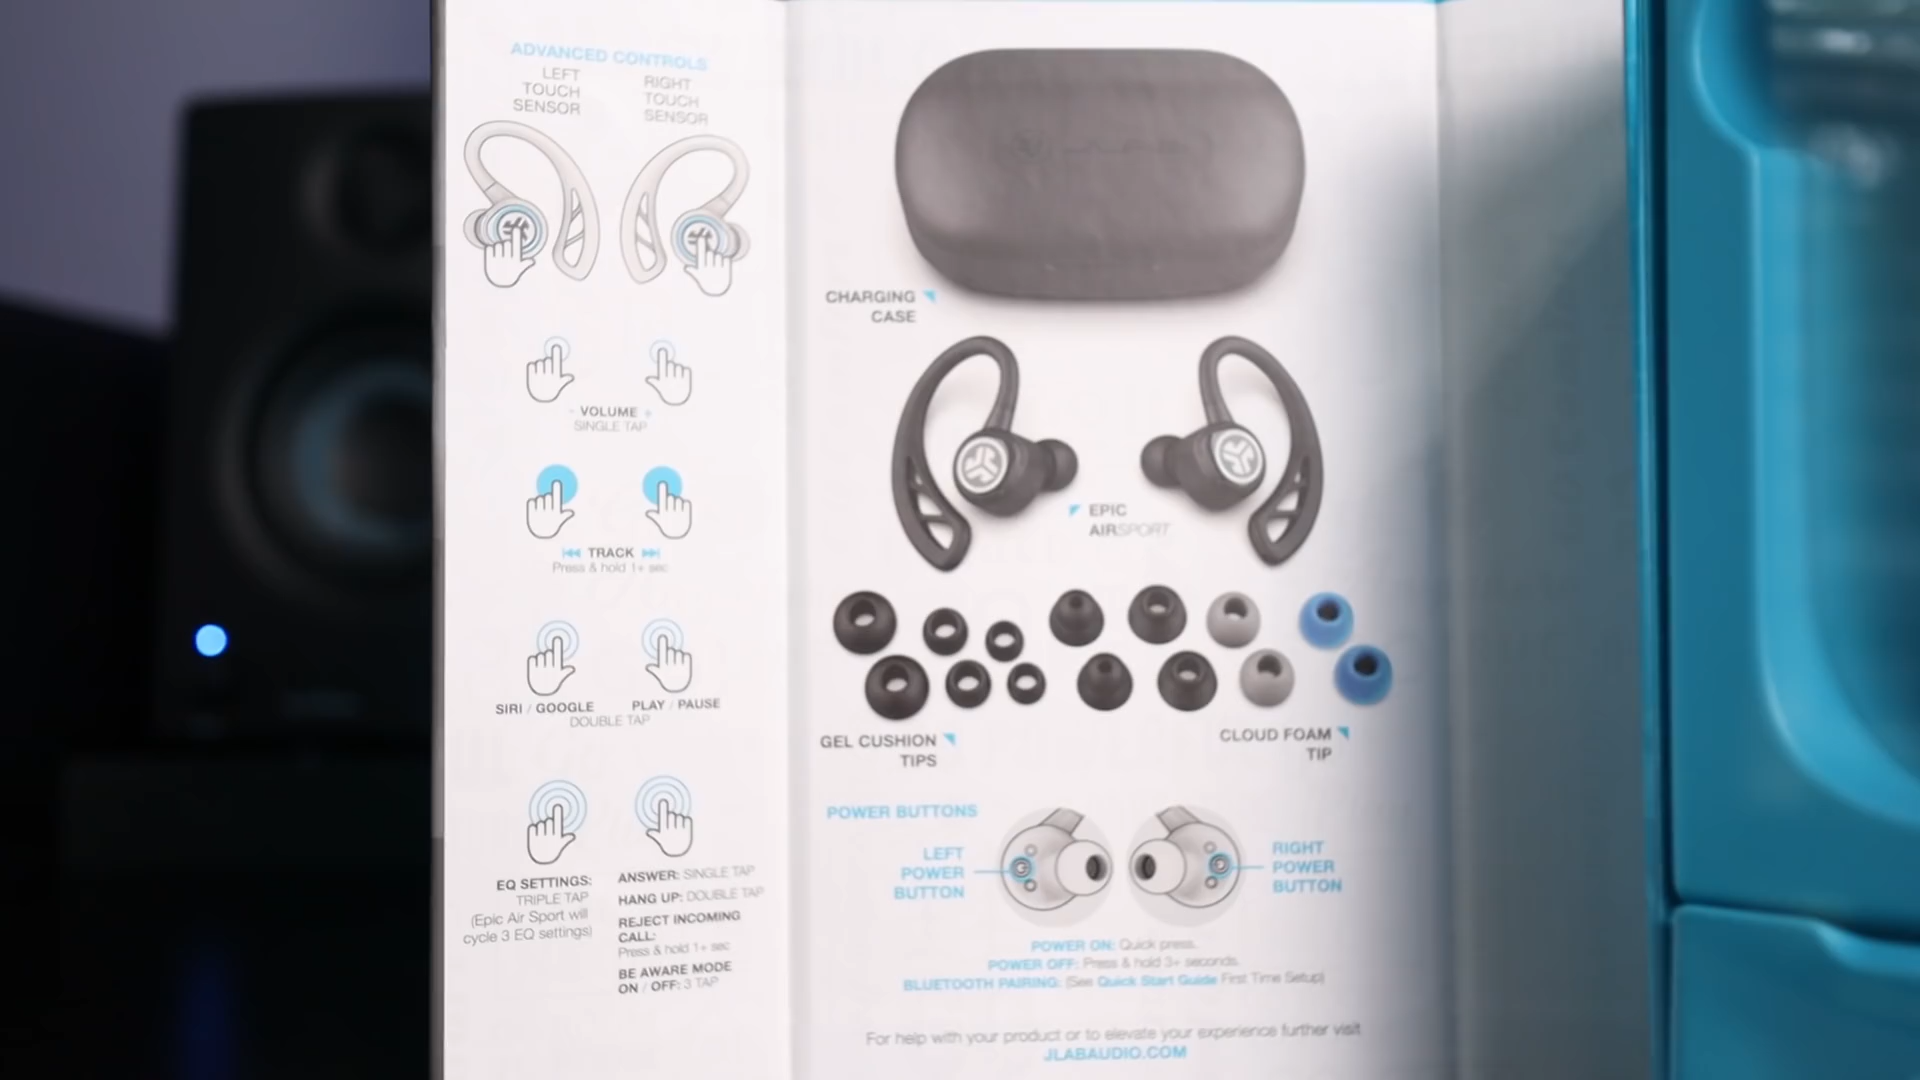 ADVANCED CONTROLS
LEFT
TOUCH
SENSOR
RIGHT
TOUCH
SENSOR
- VOLUME +
SINGLE TAP
TRACK
Press & hold 1+ sec
SIRI / GOOGLE
PLAY / PAUSE
DOUBLE TAP
EQ SETTINGS:
TRIPLE TAP
(Epic Air Sport will
cycle 3 EQ settings)
ANSWER: SINGLE TAP
HANG UP: DOUBLE TAP
REJECT INCOMING
CALL:
Press & hold 1+ sec
BE AWARE MODE
ON / OFF: 3 TAP
CHARGING
CASE
EPIC
AIRSPORT
GEL CUSHION
TIPS
CLOUD FOAM
TIP
POWER BUTTONS
LEFT
POWER
BUTTON
RIGHT
POWER
BUTTON
POWER ON: Quick press.
POWER OFF: Press & hold 3+ seconds.
BLUETOOTH PAIRING: (See Quick Start Guide First Time Setup)
For help with your product or to elevate your experience further visit
JLABAUDIO.COM